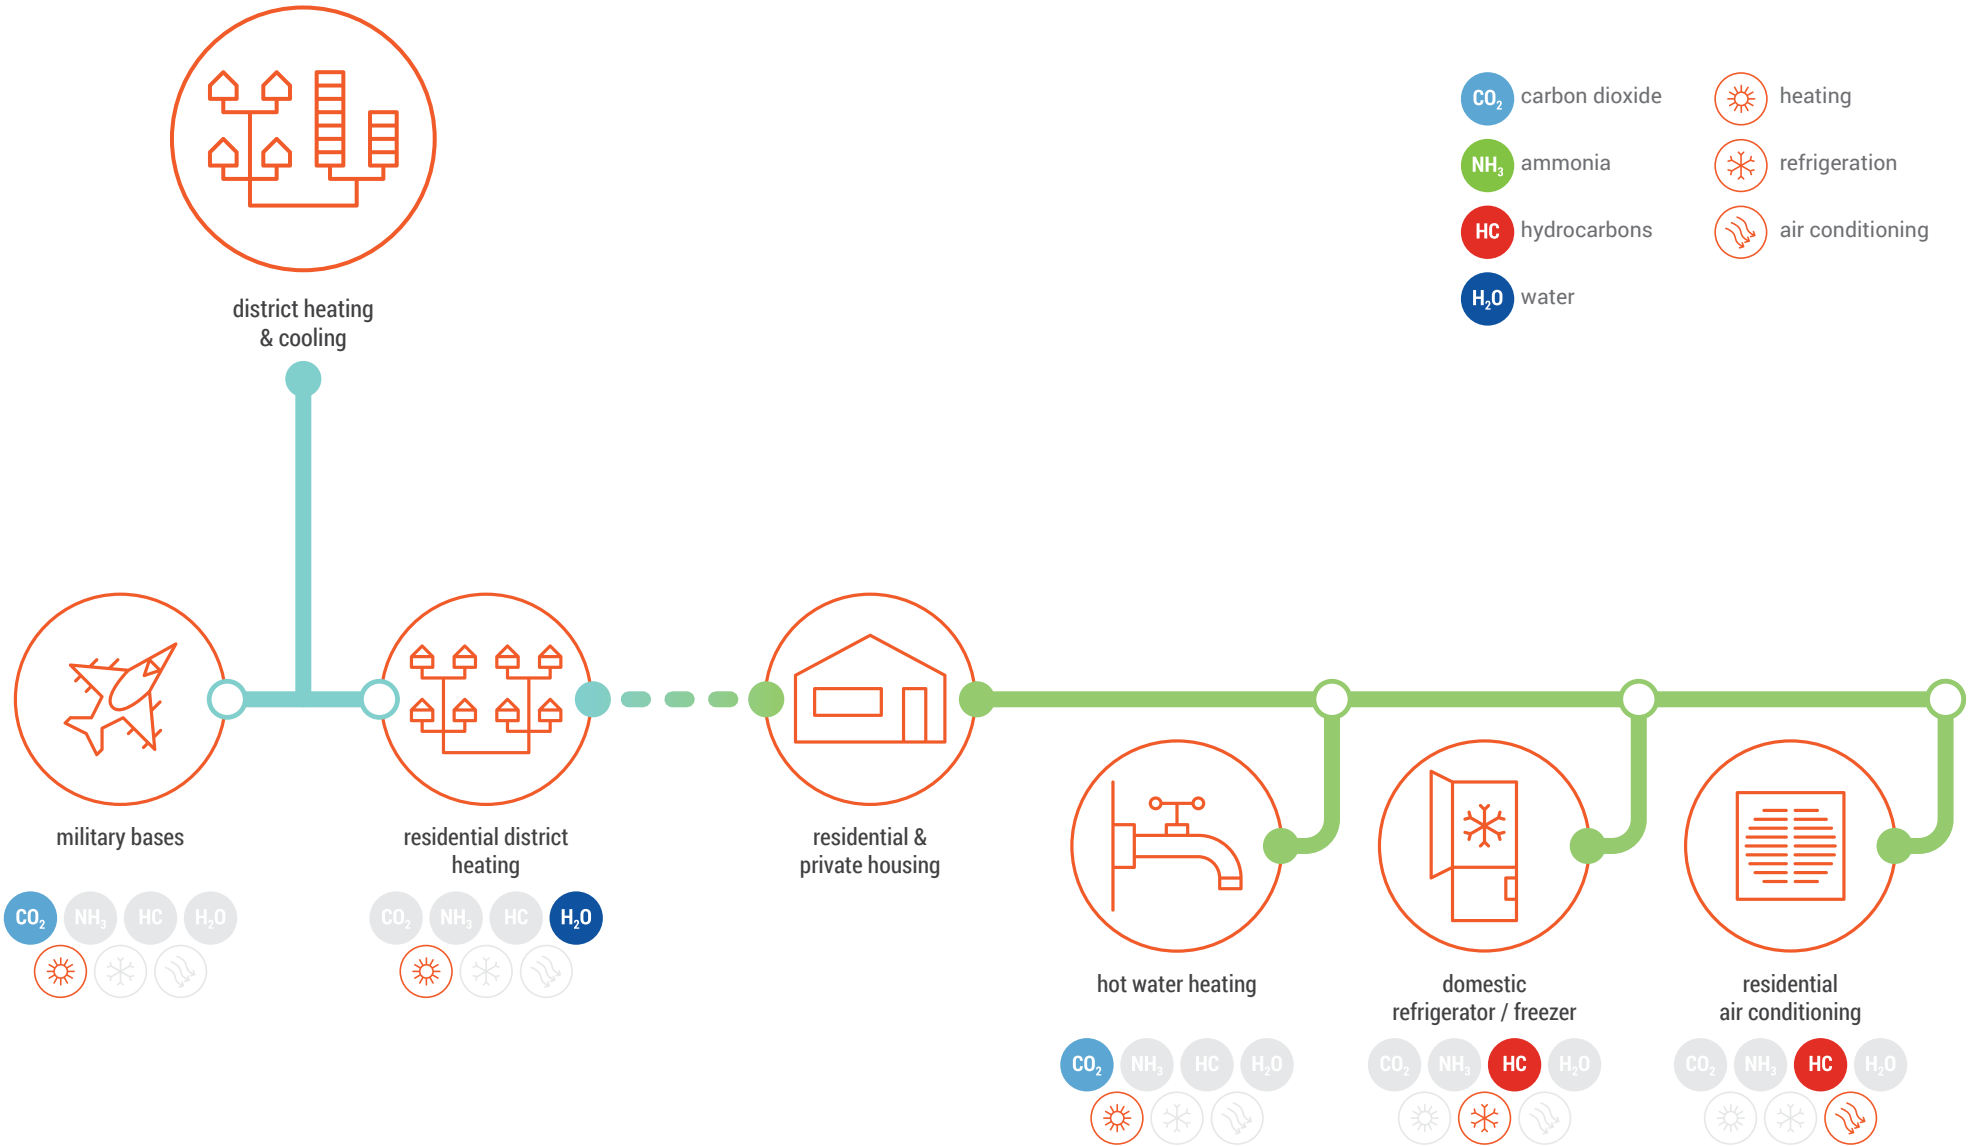 CO₂ carbon dioxide
heating
NH₃ ammonia
refrigeration
HC hydrocarbons
air conditioning
H₂O water
district heating
& cooling
military bases
CO₂ NH₃ HC H₂O
residential district
heating
CO₂ NH₃ HC H₂O
residential &
private housing
hot water heating
CO₂ NH₃ HC H₂O
domestic
refrigerator / freezer
CO₂ NH₃ HC H₂O
residential
air conditioning
CO₂ NH₃ HC H₂O